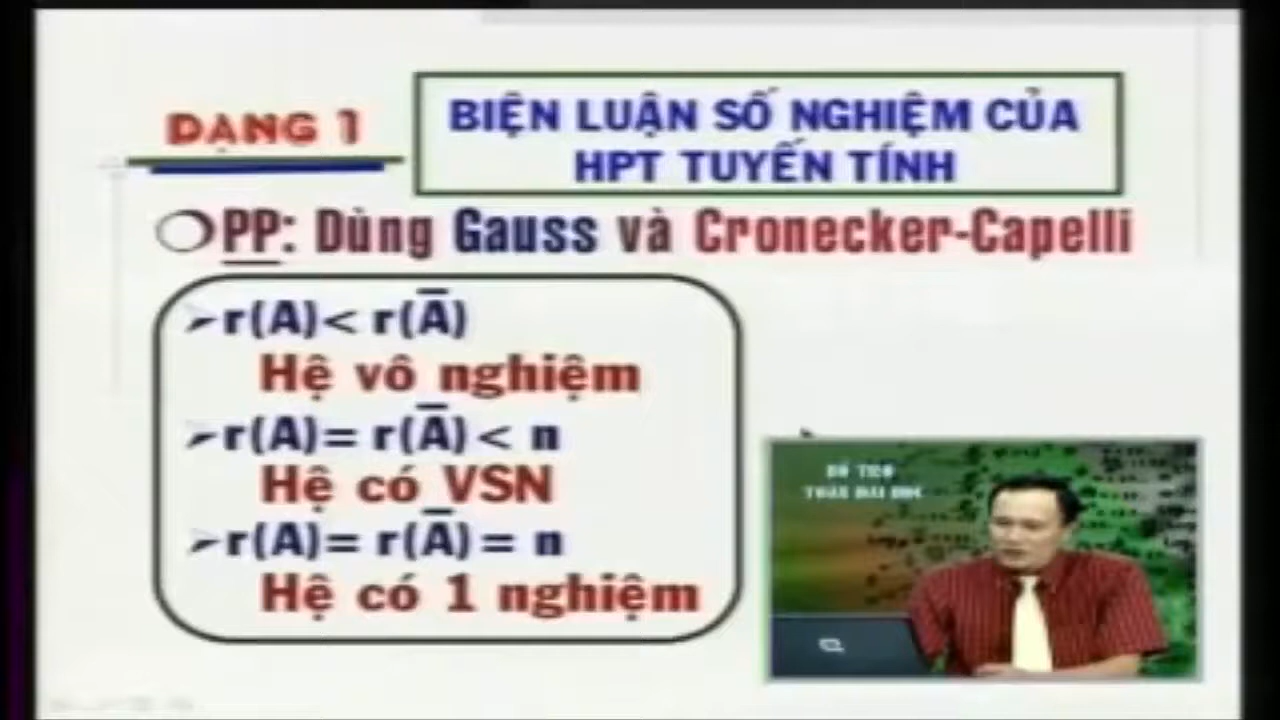 DẠNG 1
BIỆN LUẬN SỐ NGHIỆM CỦA
HPT TUYẾN TÍNH
PP: Dùng Gauss và Cronecker-Capelli
➢r(A)< r(A̅)
Hệ vô nghiệm
➢r(A)= r(A̅) < n
Hệ có VSN
➢r(A)= r(A̅) = n
Hệ có 1 nghiệm